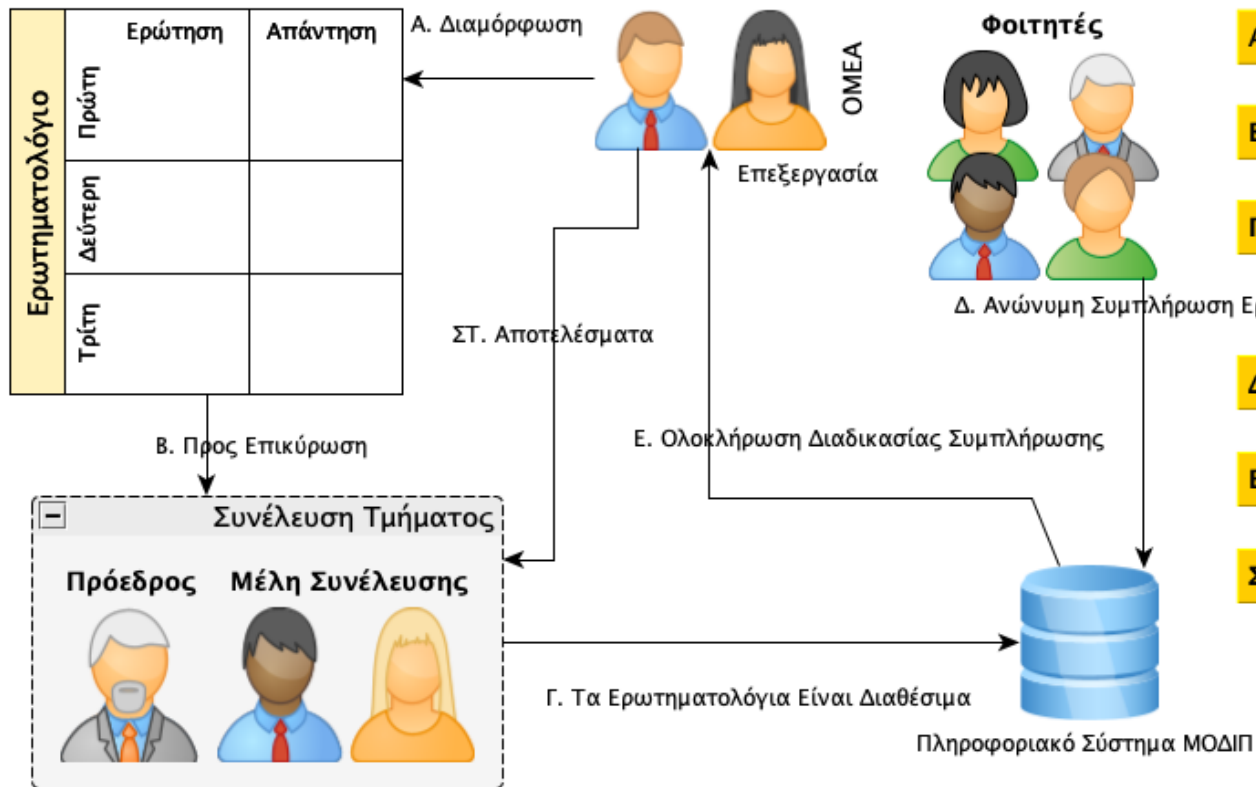 Ερώτηση
Απάντηση
Ερωτηματολόγιο
Πρώτη
Δεύτερη
Τρίτη
Α. Διαμόρφωση
ΟΜΕΑ
Επεξεργασία
Φοιτητές
Δ. Ανώνυμη Συμπλήρωση
ΣΤ. Αποτελέσματα
Β. Προς Επικύρωση
Ε. Ολοκλήρωση Διαδικασίας Συμπλήρωσης
Συνέλευση Τμήματος
Πρόεδρος
Μέλη Συνέλευσης
Γ. Τα Ερωτηματολόγια Είναι Διαθέσιμα
Πληροφοριακό Σύστημα ΜΟΔΙΠ